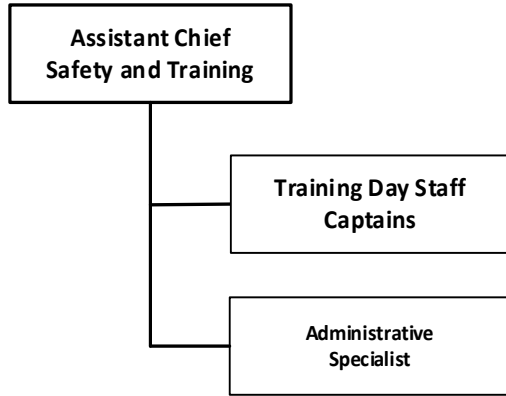 Assistant Chief
Safety and Training
Training Day Staff
Captains
Administrative
Specialist